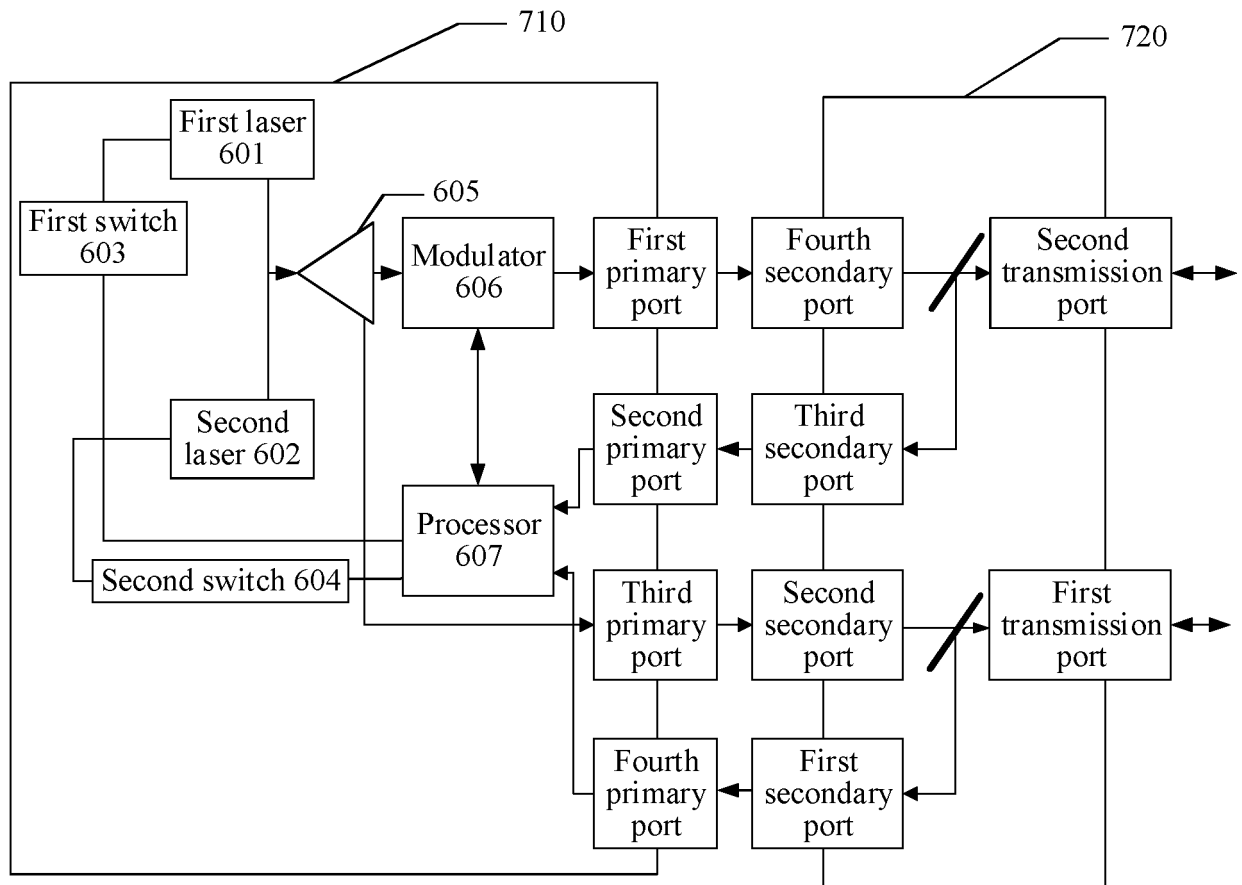 710
720
First laser
601
605
First switch
603
Modulator
606
First
primary
port
Fourth
secondary
port
Second
transmission
port
Second
laser 602
Second
primary
port
Third
secondary
port
Processor
607
Second switch 604
Third
primary
port
Second
secondary
port
First
transmission
port
Fourth
primary
port
First
secondary
port